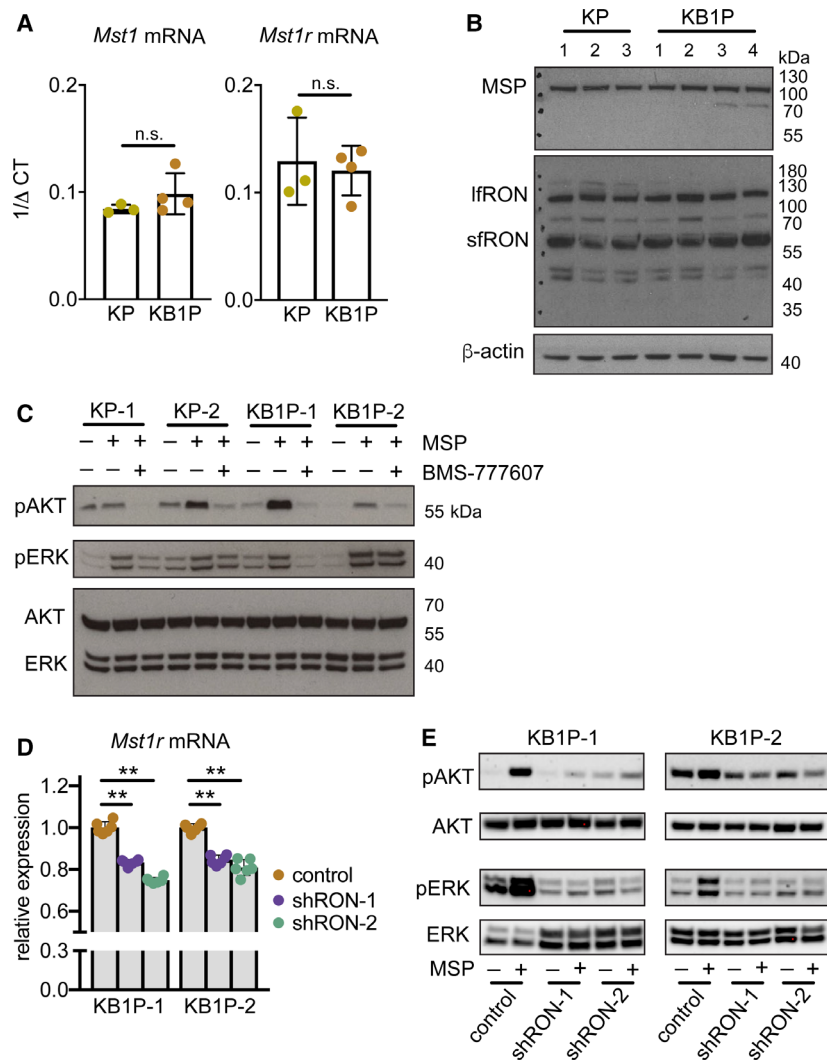 A
Mst1 mRNA
Mst1r mRNA
0.2
0.1
0.0
1/Δ CT
n.s.
KP KB1P
0.2
0.1
0.0
n.s.
KP KB1P
B
KP KB1P
1 2 3 1 2 3 4
kDa
MSP
130
100
70
55
lfRON
sfRON
180
130
100
70
55
40
35
β-actin
40
C
KP-1 KP-2 KB1P-1 KB1P-2
– + + – + + – + + – + + MSP
– – + – – + – – + – – + BMS-777607
pAKT
55 kDa
pERK
40
AKT
70
55
ERK
40
D
Mst1r mRNA
relative expression
1.2
1.0
0.8
0.6
0.3
0.0
** ** 
** **
KB1P-1 KB1P-2
control
shRON-1
shRON-2
E
KB1P-1 KB1P-2
pAKT
AKT
pERK
ERK
MSP – + – + – + – + – + – +
control shRON-1 shRON-2 control shRON-1 shRON-2